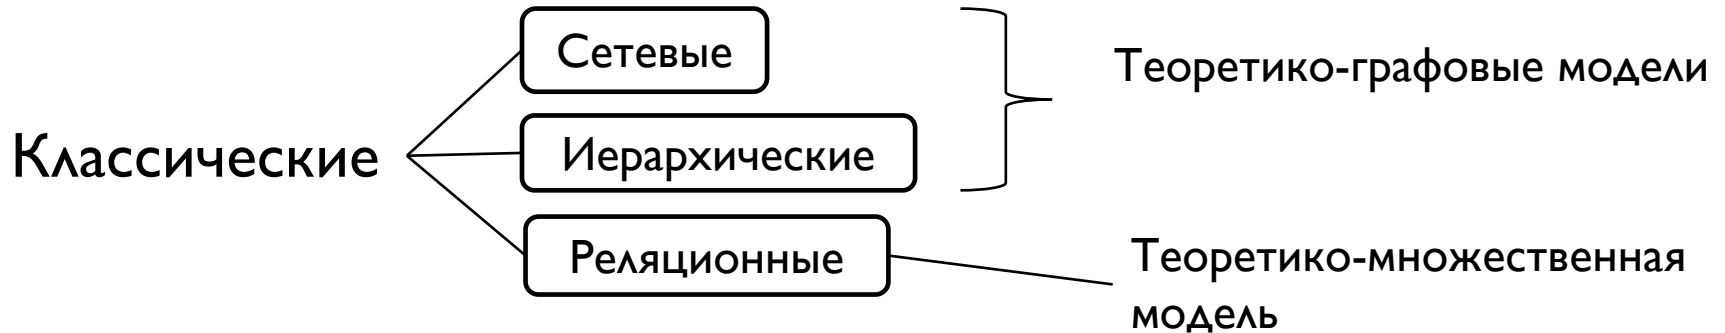 Сетевые
Теоретико-графовые модели
Классические
Иерархические
Реляционные
Теоретико-множественная
модель